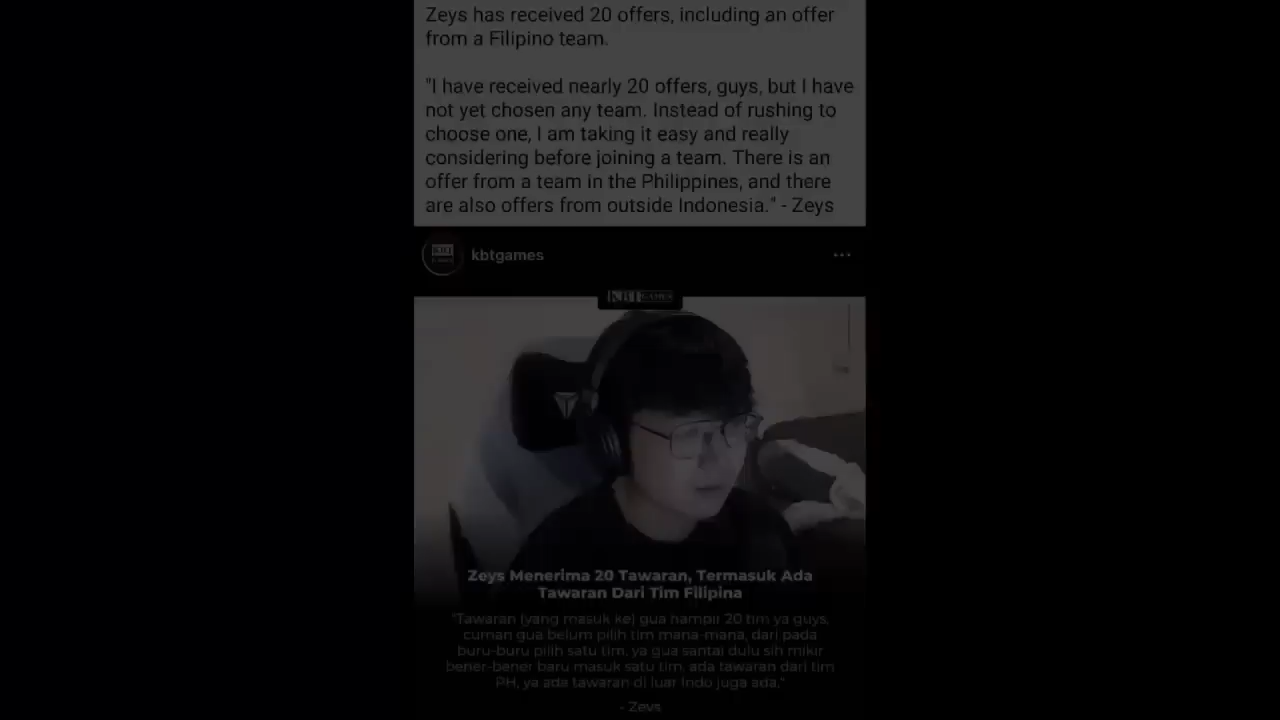 Zeys has received 20 offers, including an offer
from a Filipino team.
"I have received nearly 20 offers, guys, but I have
not yet chosen any team. Instead of rushing to
choose one, I am taking it easy and really
considering before joining a team. There is an
offer from a team in the Philippines, and there
are also offers from outside Indonesia." - Zeys
kbtgames
KBT GAMES
Zeys Menerima 20 Tawaran, Termasuk Ada
Tawaran Dari Tim Filipina
"Tawaran (yang masuk ke) gua hampir 20 tim ya guys,
cuman gua belum pilih tim mana-mana, dari pada
buru-buru pilih satu tim, ya gua santai dulu sih mikir
bener-bener baru masuk satu tim, ada tawaran dari tim
PH, ya ada tawaran di luar Indo juga ada."
- Zeys